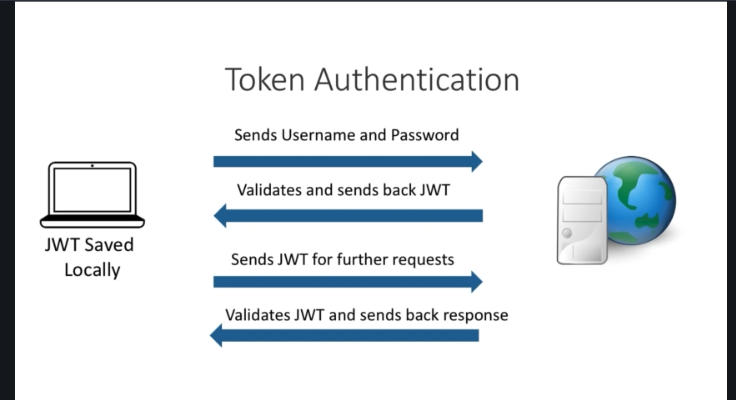 Token Authentication
Sends Username and Password
Validates and sends back JWT
JWT Saved
Locally
Sends JWT for further requests
Validates JWT and sends back response